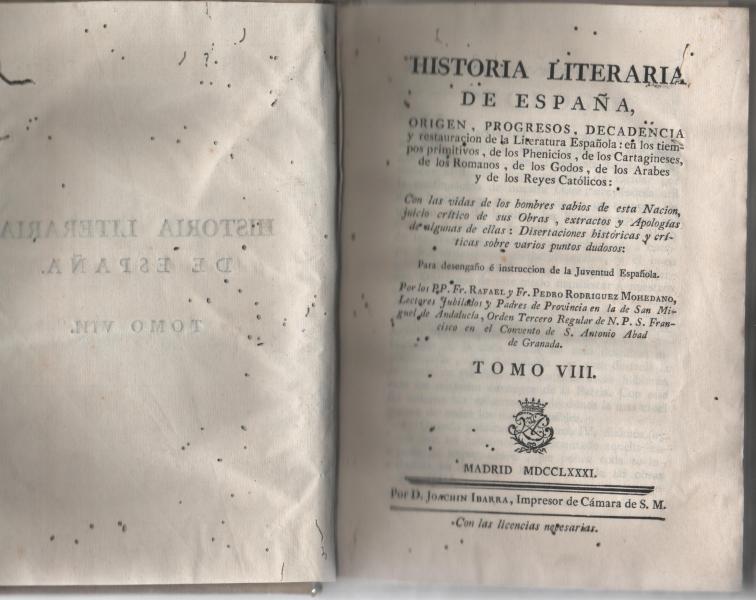 HISTORIA LITERARIA
DE ESPAÑA.
TOMO VIII.
HISTORIA LITERARIA
DE ESPAÑA,
ORIGEN, PROGRESOS, DECADENCIA
y restauracion de la Literatura Española: en los tiem-
pos primitivos, de los Phenicios, de los Cartagineses,
de los Romanos, de los Godos, de los Arabes
y de los Reyes Católicos:
Con las vidas de los hombres sabios de esta Nacion,
juicio crítico de sus Obras, extractos y Apologías
de algunas de ellas: Disertaciones históricas y crí-
ticas sobre varios puntos dudosos:
Para desengaño é instruccion de la Juventud Española.
Por los PP. Fr. RAFAEL y Fr. PEDRO RODRIGUEZ MOHEDANO,
Lectores Jubilados y Padres de Provincia en la de San Mi-
guel de Andalucía, Orden Tercero Regular de N. P. S. Fran-
cisco en el Convento de S. Antonio Abad
de Granada.
TOMO VIII.
MADRID MDCCLXXXI.
Por D. JOACHIN IBARRA, Impresor de Cámara de S. M.
Con las licencias necesarias.